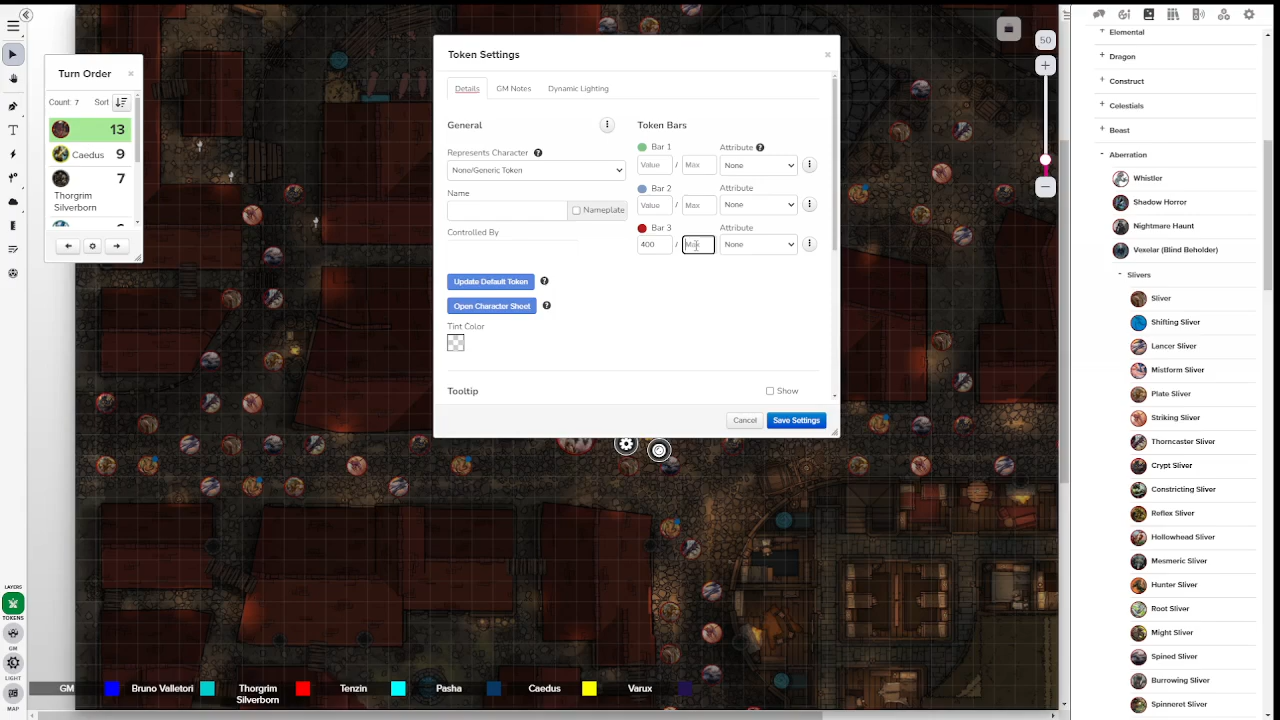 Turn Order
Count: 7 Sort
13
Caedus 9
7
Thorgrim
Silverborn
LAYERS
TOKENS
GM
LIGHT
MAP
Token Settings
Details GM Notes Dynamic Lighting
General
Represents Character
None/Generic Token
Name
Nameplate
Controlled By
Update Default Token
Open Character Sheet
Tint Color
Token Bars
Bar 1 Attribute
Value / Max None
Bar 2 Attribute
Value / Max None
Bar 3 Attribute
400 / Max None
Tooltip Show
Cancel Save Settings
50
GM
Bruno Valletori
Thorgrim
Silverborn
Tenzin
Pasha
Caedus
Varux
Elemental
Dragon
Construct
Celestials
Beast
Aberration
Whistler
Shadow Horror
Nightmare Haunt
Vexelar (Blind Beholder)
Slivers
Sliver
Shifting Sliver
Lancer Sliver
Mistform Sliver
Plate Sliver
Striking Sliver
Thorncaster Sliver
Crypt Sliver
Constricting Sliver
Reflex Sliver
Hollowhead Sliver
Mesmeric Sliver
Hunter Sliver
Root Sliver
Might Sliver
Spined Sliver
Burrowing Sliver
Spinneret Sliver